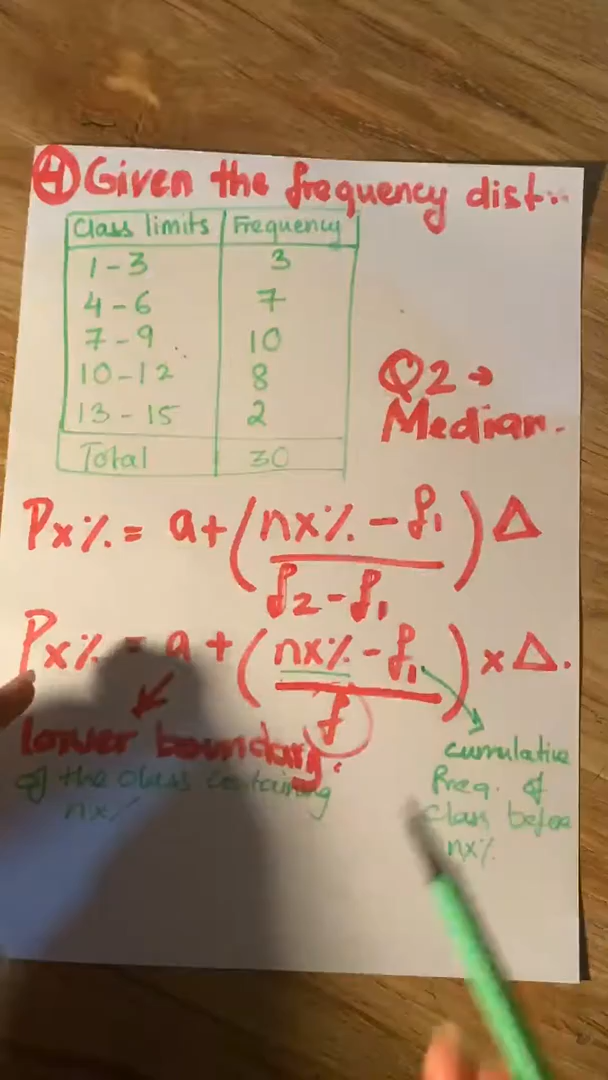 ④ Given the frequency dist..
Class limits Frequency
1-3 3
4-6 7
7-9 10
10-12 8
13-15 2
Total 30
Q2→
Median.
Px% = a+(nx% - f₁ / f₂-f₁) Δ
Px% = a + (nx% - f₁ / f) x Δ.
lower boundary.
of the class containing
nx%
cumulative
freq. of
class before
nx%